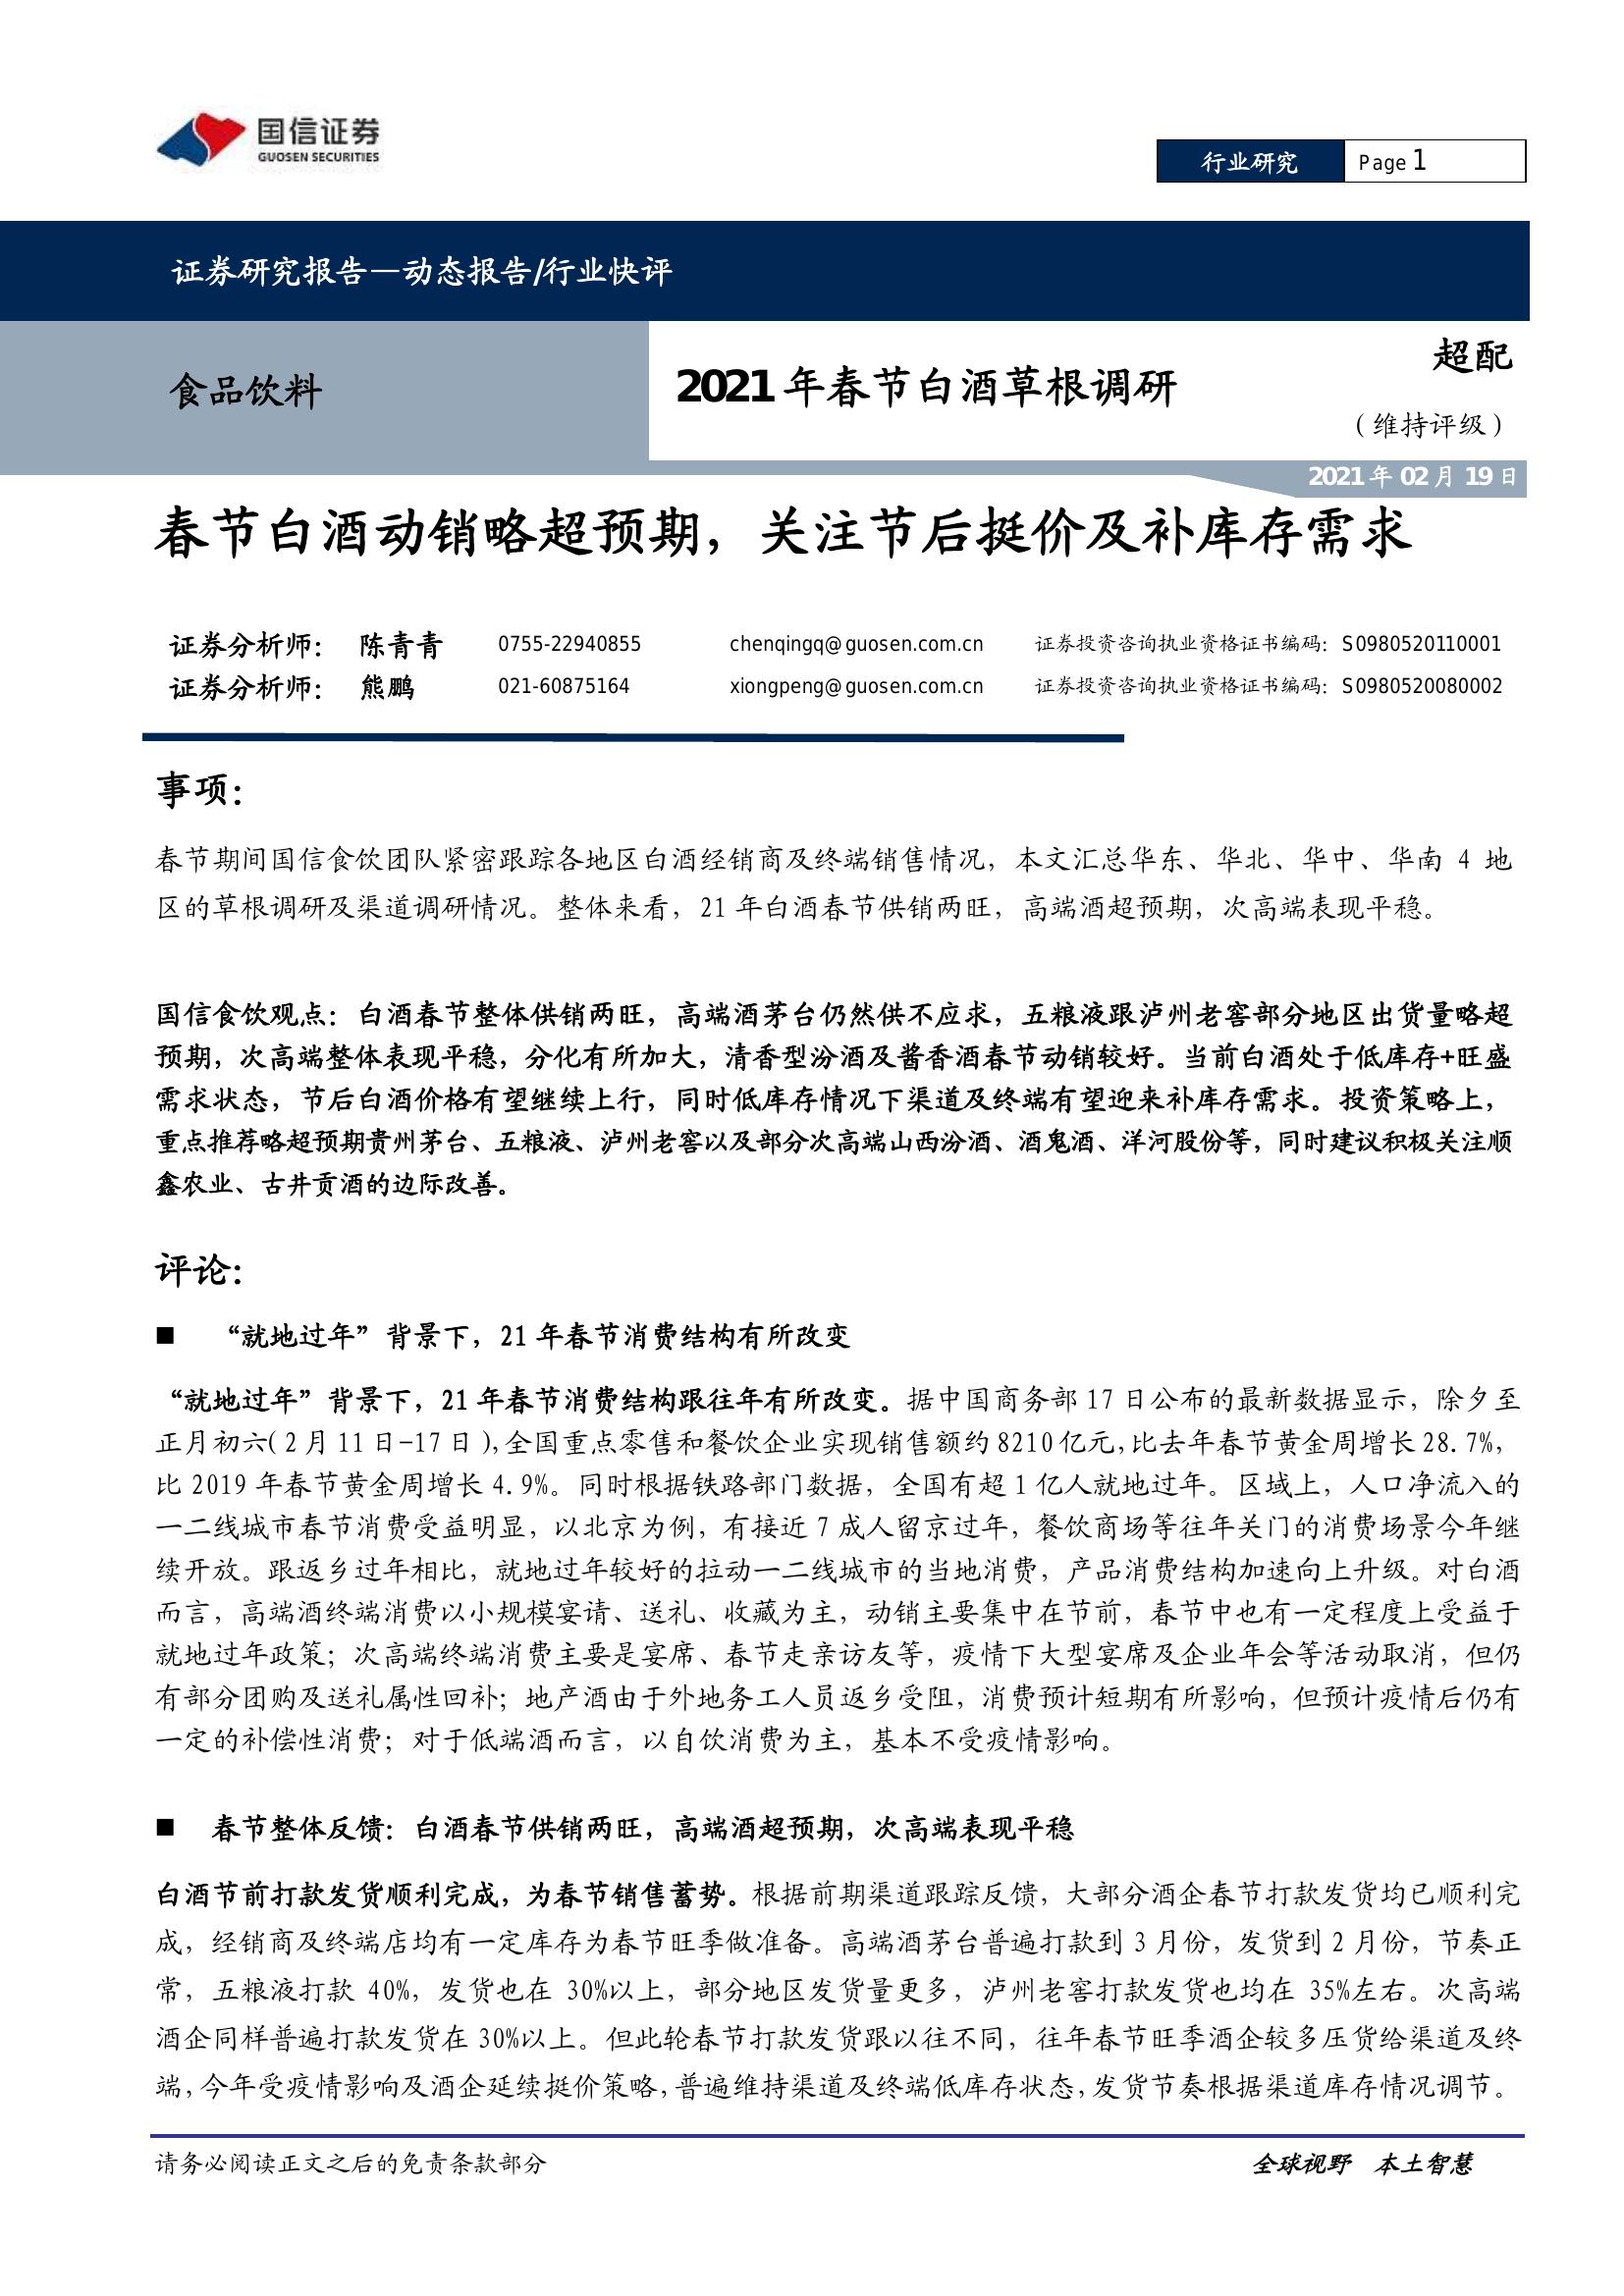 国信证券
GUOSEN SECURITIES
行业研究
Page 1
证券研究报告—动态报告/行业快评
食品饮料
2021 年春节白酒草根调研
超配
（维持评级）
2021 年 02 月 19 日
春节白酒动销略超预期，关注节后挺价及补库存需求
证券分析师： 陈青青 0755-22940855 chenqingq@guosen.com.cn 证券投资咨询执业资格证书编码：S0980520110001
证券分析师： 熊鹏 021-60875164 xiongpeng@guosen.com.cn 证券投资咨询执业资格证书编码：S0980520080002
事项：
春节期间国信食饮团队紧密跟踪各地区白酒经销商及终端销售情况，本文汇总华东、华北、华中、华南 4 地
区的草根调研及渠道调研情况。整体来看，21 年白酒春节供销两旺，高端酒超预期，次高端表现平稳。
国信食饮观点：白酒春节整体供销两旺，高端酒茅台仍然供不应求，五粮液跟泸州老窖部分地区出货量略超
预期，次高端整体表现平稳，分化有所加大，清香型汾酒及酱香酒春节动销较好。当前白酒处于低库存+旺盛
需求状态，节后白酒价格有望继续上行，同时低库存情况下渠道及终端有望迎来补库存需求。投资策略上，
重点推荐略超预期贵州茅台、五粮液、泸州老窖以及部分次高端山西汾酒、酒鬼酒、洋河股份等，同时建议积极关注顺
鑫农业、古井贡酒的边际改善。
评论：
■ “就地过年”背景下，21 年春节消费结构有所改变
“就地过年”背景下，21 年春节消费结构跟往年有所改变。据中国商务部 17 日公布的最新数据显示，除夕至
正月初六(2 月 11 日-17 日),全国重点零售和餐饮企业实现销售额约 8210 亿元,比去年春节黄金周增长 28.7%，
比 2019 年春节黄金周增长 4.9%。同时根据铁路部门数据，全国有超 1 亿人就地过年。区域上，人口净流入的
一二线城市春节消费受益明显，以北京为例，有接近 7 成人留京过年，餐饮商场等往年关门的消费场景今年继
续开放。跟返乡过年相比，就地过年较好的拉动一二线城市的当地消费，产品消费结构加速向上升级。对白酒
而言，高端酒终端消费以小规模宴请、送礼、收藏为主，动销主要集中在节前，春节中也有一定程度上受益于
就地过年政策；次高端终端消费主要是宴席、春节走亲访友等，疫情下大型宴席及企业年会等活动取消，但仍
有部分团购及送礼属性回补；地产酒由于外地务工人员返乡受阻，消费预计短期有所影响，但预计疫情后仍有
一定的补偿性消费；对于低端酒而言，以自饮消费为主，基本不受疫情影响。
■ 春节整体反馈：白酒春节供销两旺，高端酒超预期，次高端表现平稳
白酒节前打款发货顺利完成，为春节销售蓄势。根据前期渠道跟踪反馈，大部分酒企春节打款发货均已顺利完
成，经销商及终端店均有一定库存为春节旺季做准备。高端酒茅台普遍打款到 3 月份，发货到 2 月份，节奏正
常，五粮液打款 40%，发货也在 30%以上，部分地区发货量更多，泸州老窖打款发货也均在 35%左右。次高端
酒企同样普遍打款发货在 30%以上。但此轮春节打款发货跟以往不同，往年春节旺季酒企较多压货给渠道及终
端,今年受疫情影响及酒企延续挺价策略,普遍维持渠道及终端低库存状态,发货节奏根据渠道库存情况调节。
请务必阅读正文之后的免责条款部分
全球视野 本土智慧